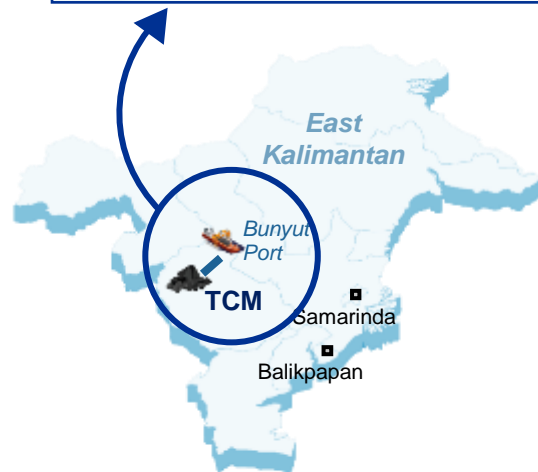 East
Kalimantan
Bunyut
Port
TCM
Samarinda
Balikpapan